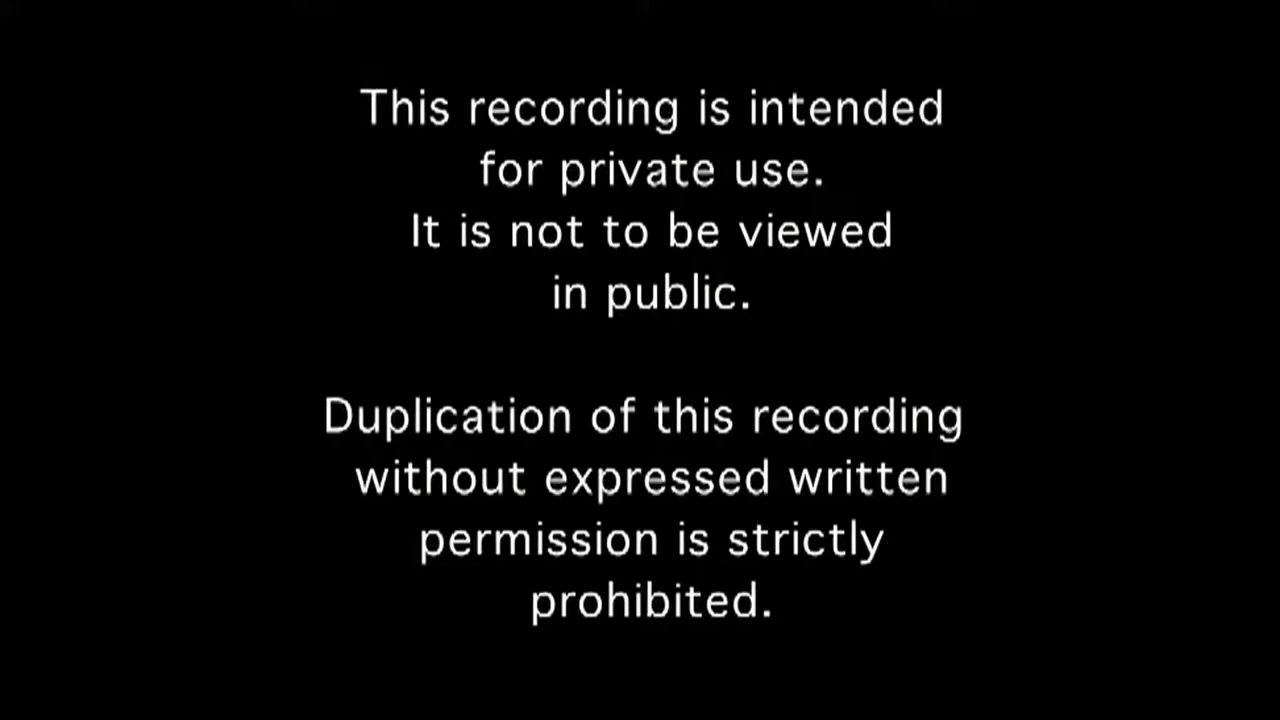 This recording is intended
for private use.
It is not to be viewed
in public.
Duplication of this recording
without expressed written
permission is strictly
prohibited.